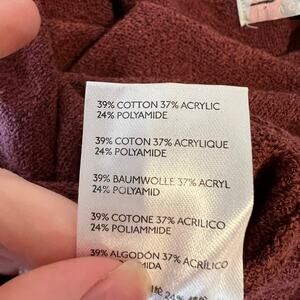 39% COTTON 37% ACRYLIC
24% POLYAMIDE
39% COTON 37% ACRYLIQUE
24% POLYAMIDE
39% BAUMWOLLE 37% ACRYL
24% POLYAMID
39% COTONE 37% ACRILICO
24% POLIAMMIDE
39% ALGODÓN 37% ACRÍLICO
24%